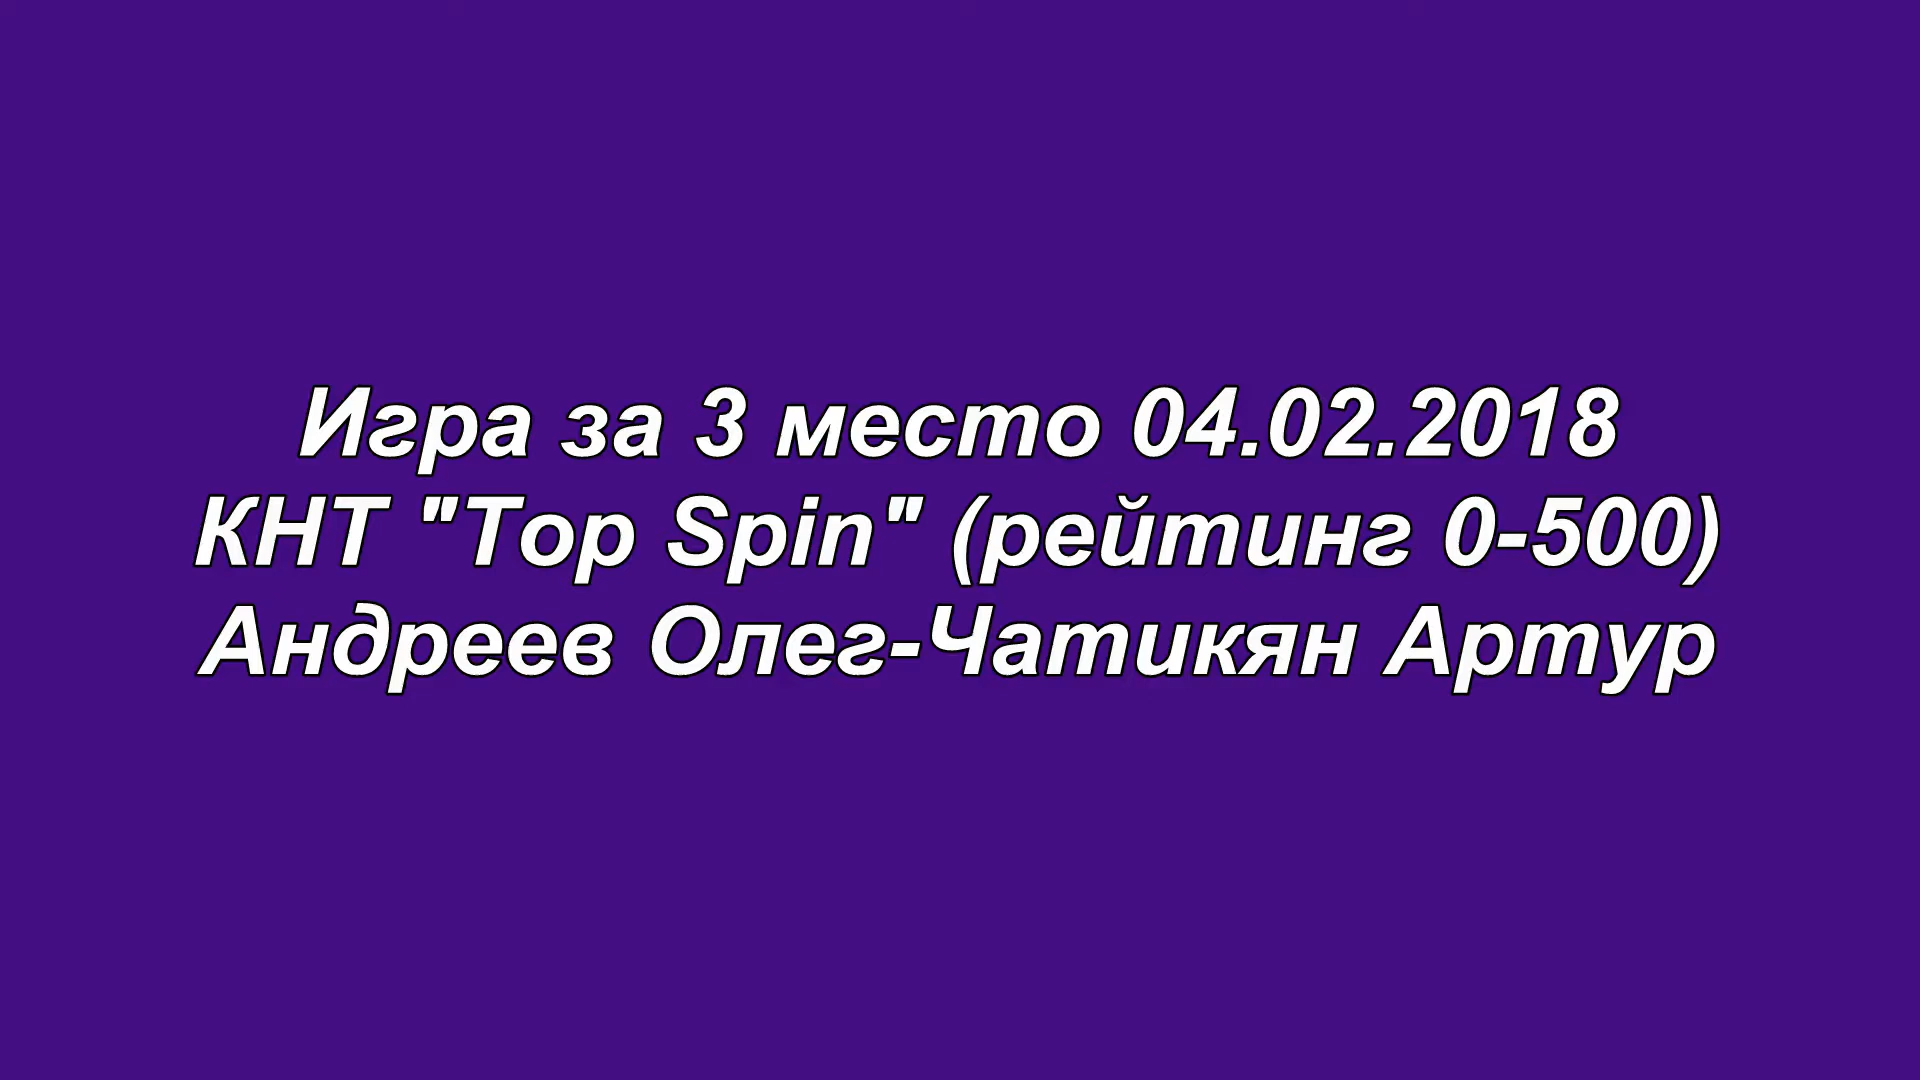 Игра за 3 место 04.02.2018
КНТ "Top Spin" (рейтинг 0-500)
Андреев Олег-Чатикян Артур